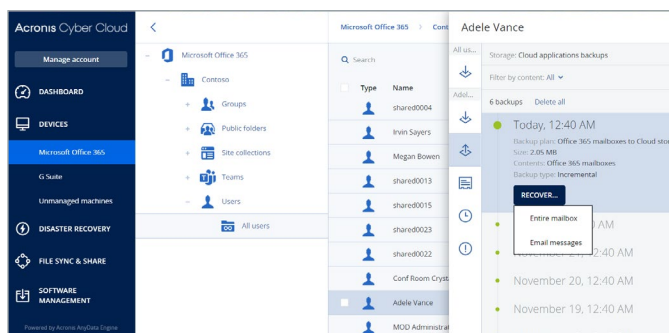 Acronis Cyber Cloud
Manage account
DASHBOARD
DEVICES
Microsoft Office 365
G Suite
Unmanaged machines
DISASTER RECOVERY
FILE SYNC & SHARE
SOFTWARE
MANAGEMENT
Powered by Acronis AnyData Engine
Microsoft Office 365
Contoso
Groups
Public folders
Site collections
Teams
Users
All users
Microsoft Office 365 > Cont
Search
Type Name
shared0004
Irvin Sayers
Megan Bowen
shared0013
shared0015
shared0023
shared0022
Conf Room Cryst
Adele Vance
MOD Administrat
Adele Vance
All us...
Adel...
Storage: Cloud applications backups
Filter by content: All
6 backups Delete all
Today, 12:40 AM
Backup plan: Office 365 mailboxes to Cloud stor
Size: 2.05 MB
Contents: Office 365 mailboxes
Backup type: Incremental
RECOVER...
Entire mailbox
Email messages
0 AM
2:40 AM
November 20, 12:40 AM
November 19, 12:40 AM